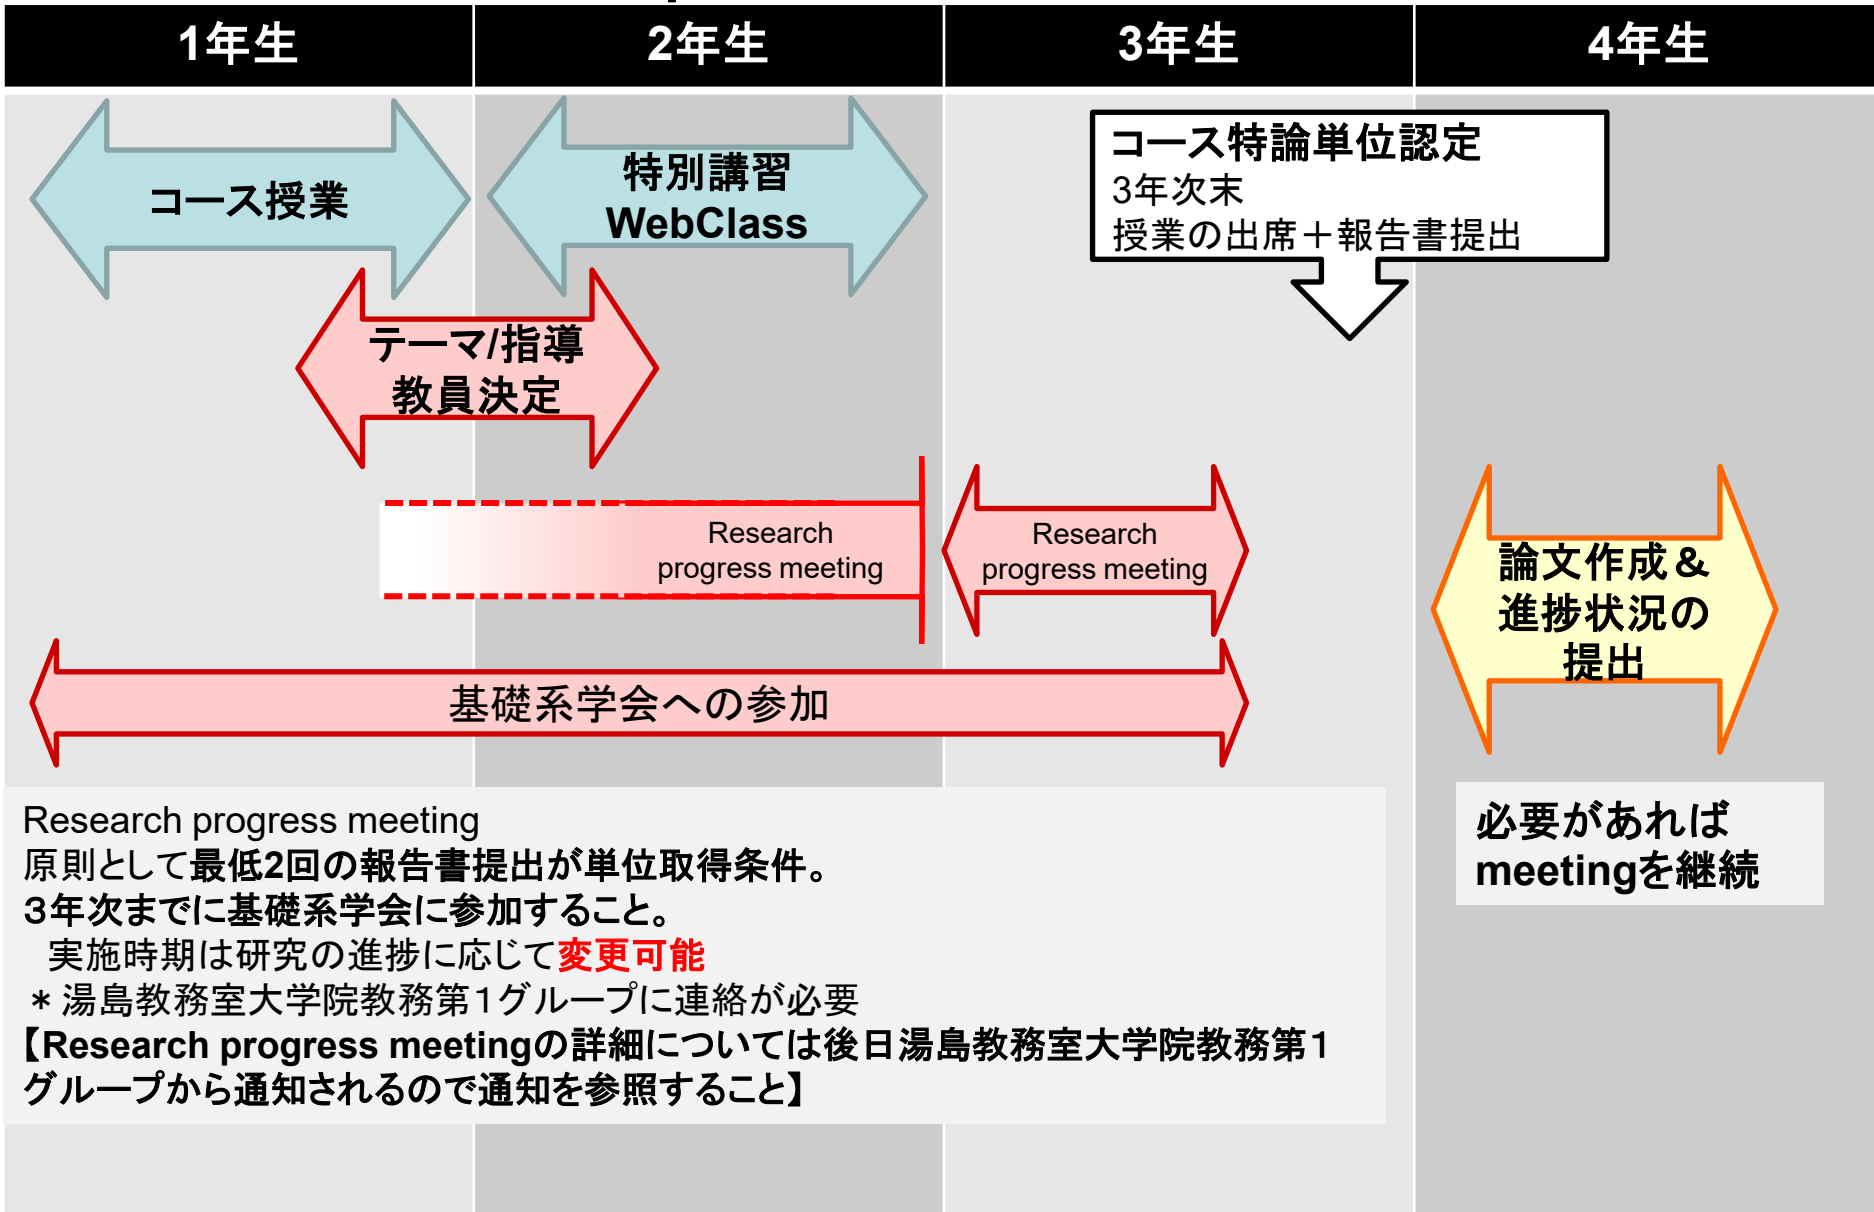 1年生
2年生
3年生
4年生
コース授業
特別講習
WebClass
コース特論単位認定
3年次末
授業の出席＋報告書提出
テーマ/指導
教員決定
Research
progress meeting
Research
progress meeting
論文作成＆
進捗状況の
提出
基礎系学会への参加
Research progress meeting
原則として最低2回の報告書提出が単位取得条件。
３年次までに基礎系学会に参加すること。
実施時期は研究の進捗に応じて変更可能
＊湯島教務室大学院教務第１グループに連絡が必要
【Research progress meetingの詳細については後日湯島教務室大学院教務第１
グループから通知されるので通知を参照すること】
必要があれば
meetingを継続